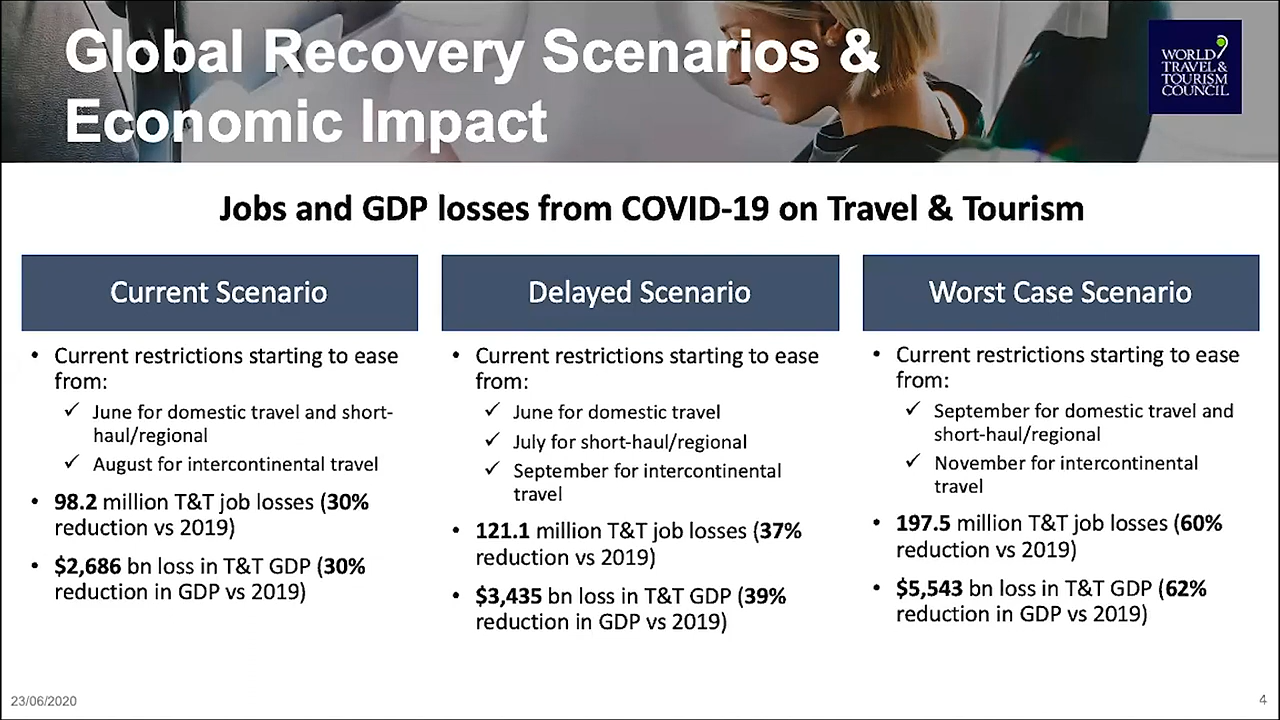 Global Recovery Scenarios &
Economic Impact
WORLD
TRAVEL &
TOURISM
COUNCIL
Jobs and GDP losses from COVID-19 on Travel & Tourism
Current Scenario
• Current restrictions starting to ease
from:
✓ June for domestic travel and short-
haul/regional
✓ August for intercontinental travel
• 98.2 million T&T job losses (30%
reduction vs 2019)
• $2,686 bn loss in T&T GDP (30%
reduction in GDP vs 2019)
Delayed Scenario
• Current restrictions starting to ease
from:
✓ June for domestic travel
✓ July for short-haul/regional
✓ September for intercontinental
travel
• 121.1 million T&T job losses (37%
reduction vs 2019)
• $3,435 bn loss in T&T GDP (39%
reduction in GDP vs 2019)
Worst Case Scenario
• Current restrictions starting to ease
from:
✓ September for domestic travel and
short-haul/regional
✓ November for intercontinental
travel
• 197.5 million T&T job losses (60%
reduction vs 2019)
• $5,543 bn loss in T&T GDP (62%
reduction in GDP vs 2019)
23/06/2020
4